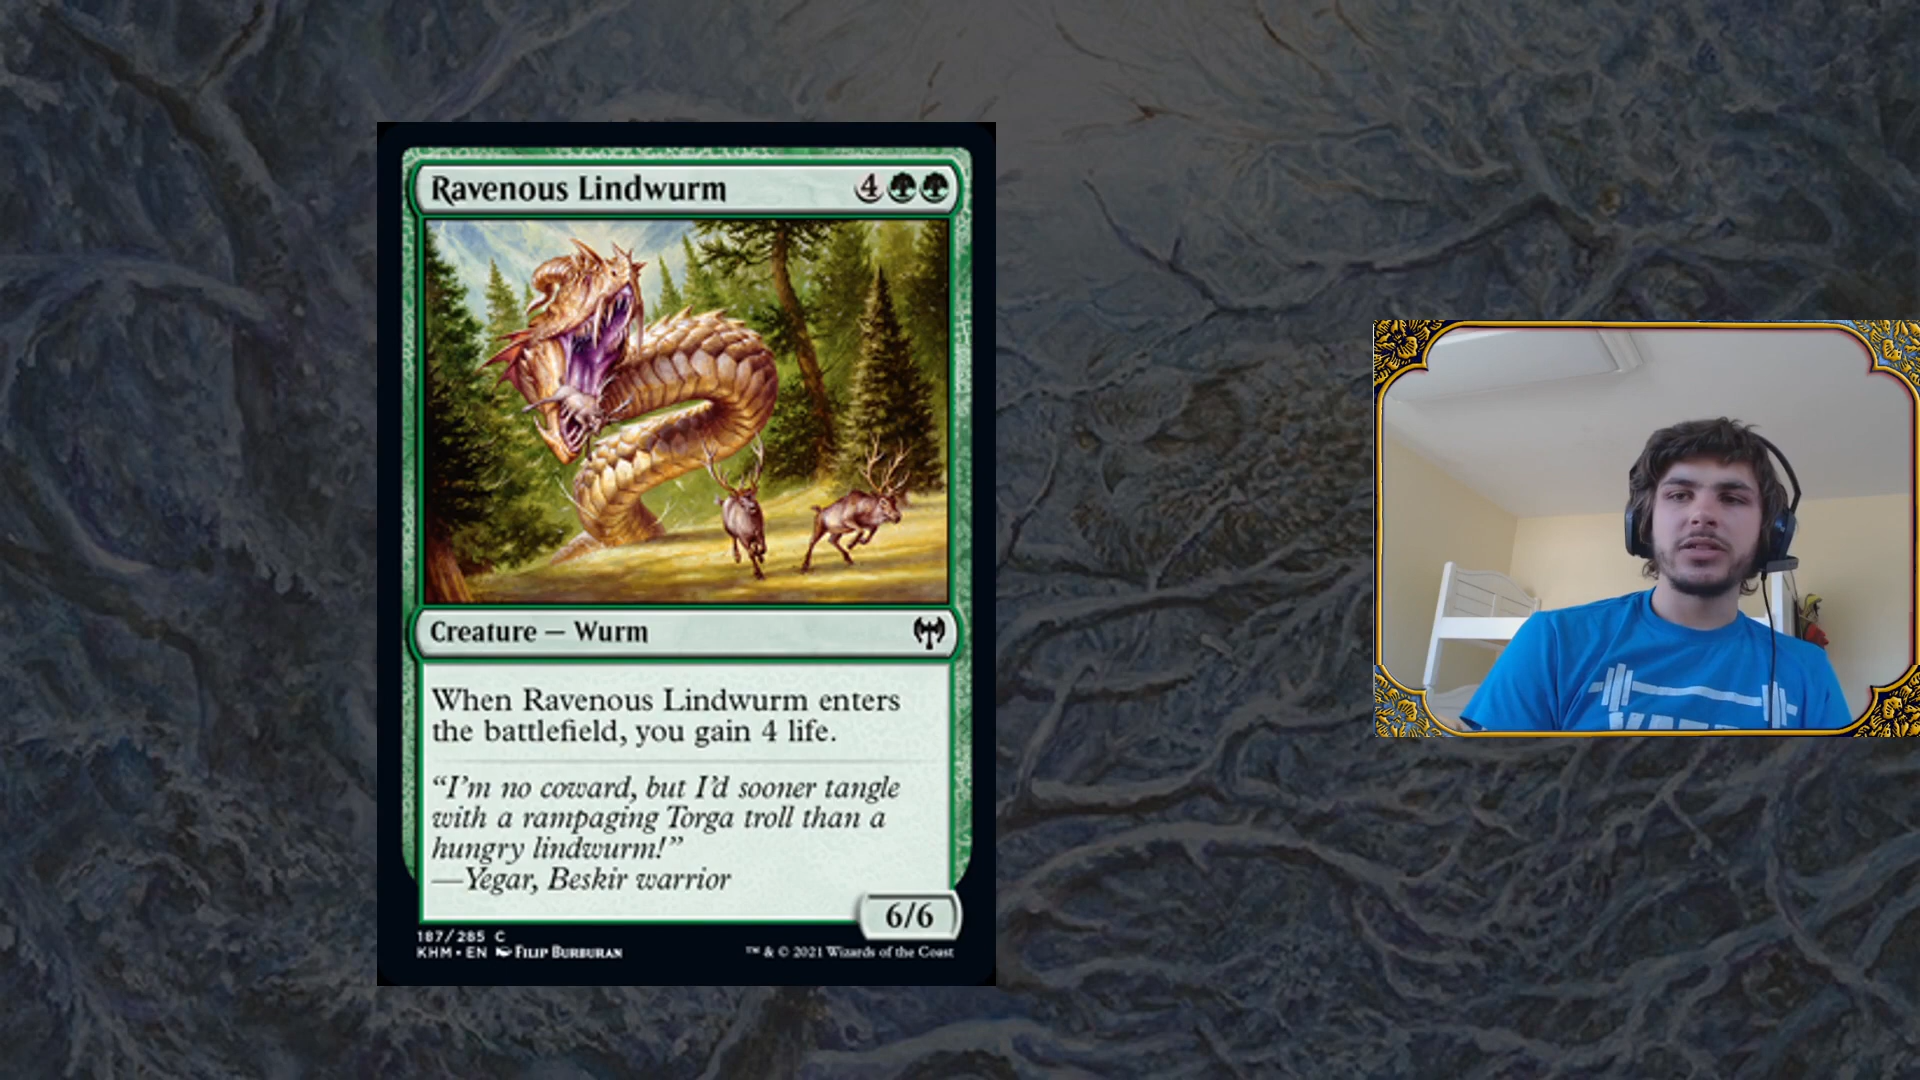 Ravenous Lindwurm 4
Creature — Wurm
When Ravenous Lindwurm enters
the battlefield, you gain 4 life.
“I’m no coward, but I’d sooner tangle
with a rampaging Torga troll than a
hungry lindwurm!”
—Yegar, Beskir warrior
6/6
187/285 C
KHM • EN FILIP BURBURAN
™ & © 2021 Wizards of the Coast